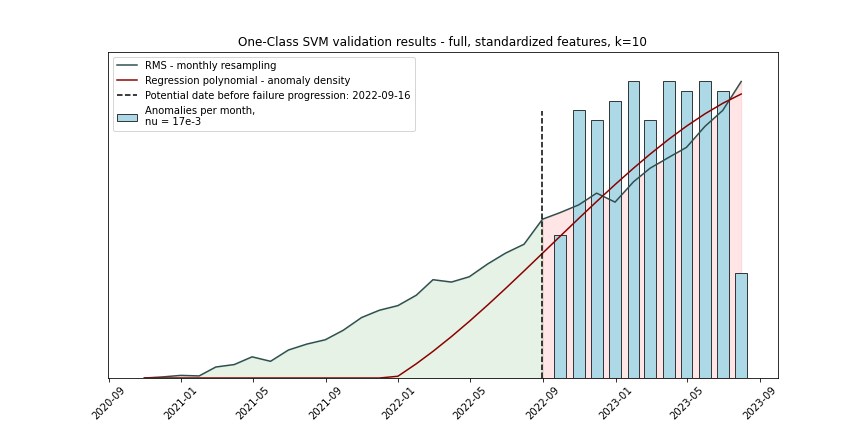 One-Class SVM validation results - full, standardized features, k=10
RMS - monthly resampling
Regression polynomial - anomaly density
Potential date before failure progression: 2022-09-16
Anomalies per month,
nu = 17e-3
2020-09
2021-01
2021-05
2021-09
2022-01
2022-05
2022-09
2023-01
2023-05
2023-09